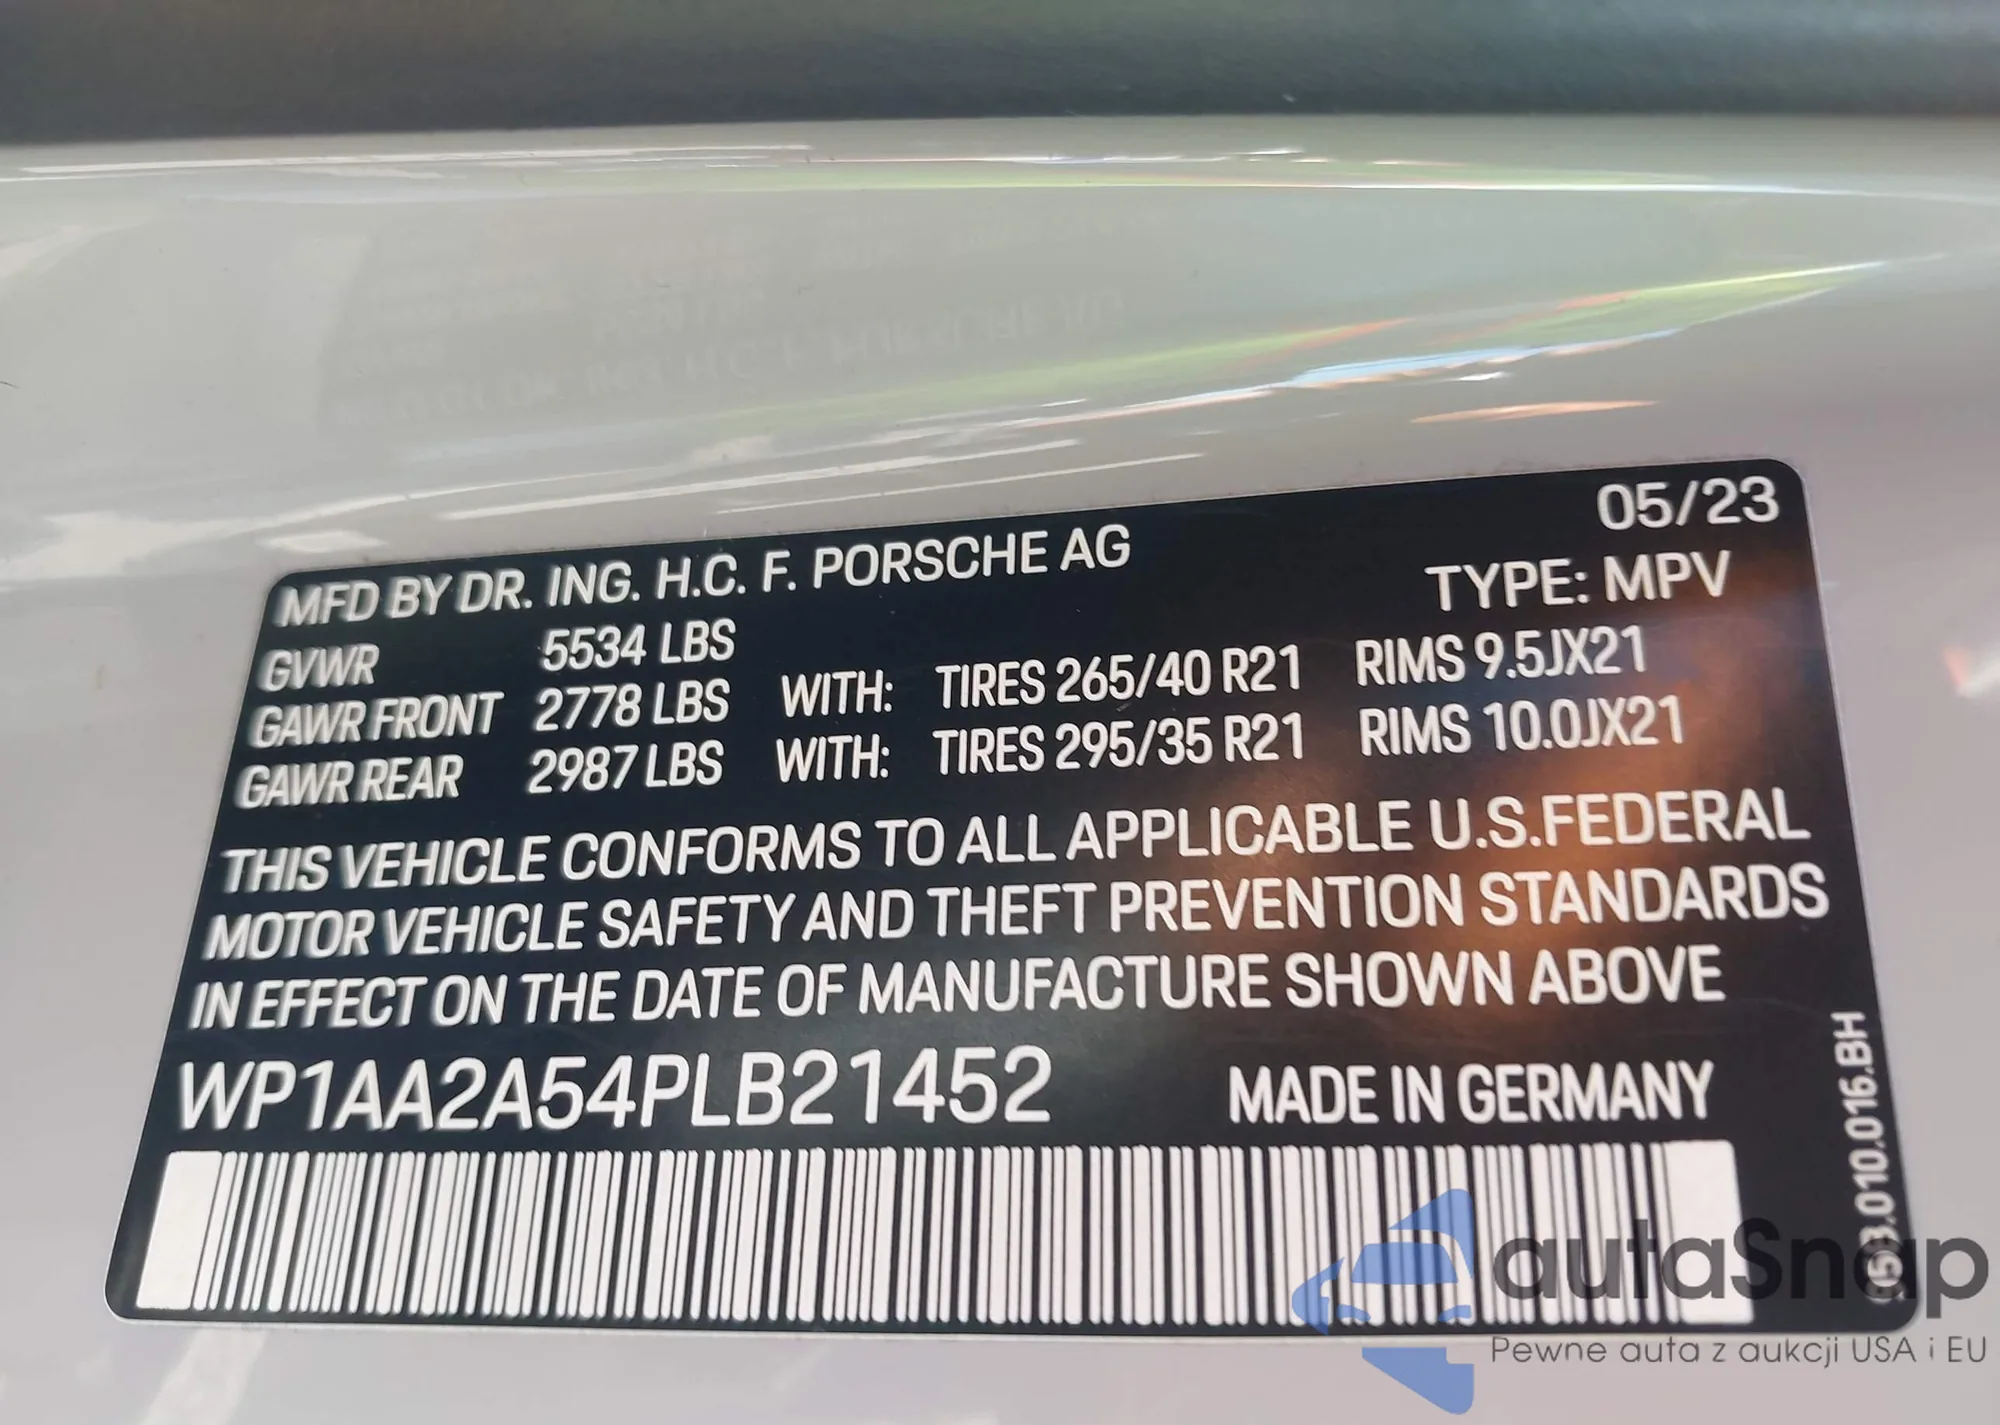 05/23
MFD BY DR. ING. H.C. F. PORSCHE AG
TYPE: MPV
GVWR 5534 LBS
GAWR FRONT 2778 LBS WITH: TIRES 265/40 R21 RIMS 9.5JX21
GAWR REAR 2987 LBS WITH: TIRES 295/35 R21 RIMS 10.0JX21
THIS VEHICLE CONFORMS TO ALL APPLICABLE U.S.FEDERAL
MOTOR VEHICLE SAFETY AND THEFT PREVENTION STANDARDS
IN EFFECT ON THE DATE OF MANUFACTURE SHOWN ABOVE
WP1AA2A54PLB21452 MADE IN GERMANY
autaSnap
Pewne auta z aukcji USA i EU